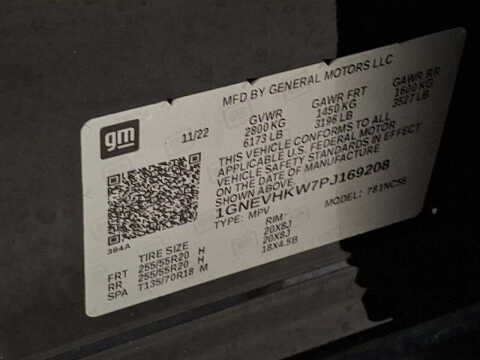 MFD BY GENERAL MOTORS LLC
gm
11/22
GVWR GAWR FRT GAWR RR
2800 KG 1450 KG 1600 KG
6173 LB 3196 LB 3527 LB
THIS VEHICLE CONFORMS TO ALL
APPLICABLE U.S. FEDERAL MOTOR
VEHICLE SAFETY STANDARDS IN EFFECT
ON THE DATE OF MANUFACTURE
SHOWN ABOVE
1GNEVHKW7PJ169208
TYPE: MPV MODEL: 781NC56
394A
TIRE SIZE RIM
FRT 255/55R20 H 20X8J
RR 255/55R20 H 20X8J
SPA T135/70R18 M 18X4.5B